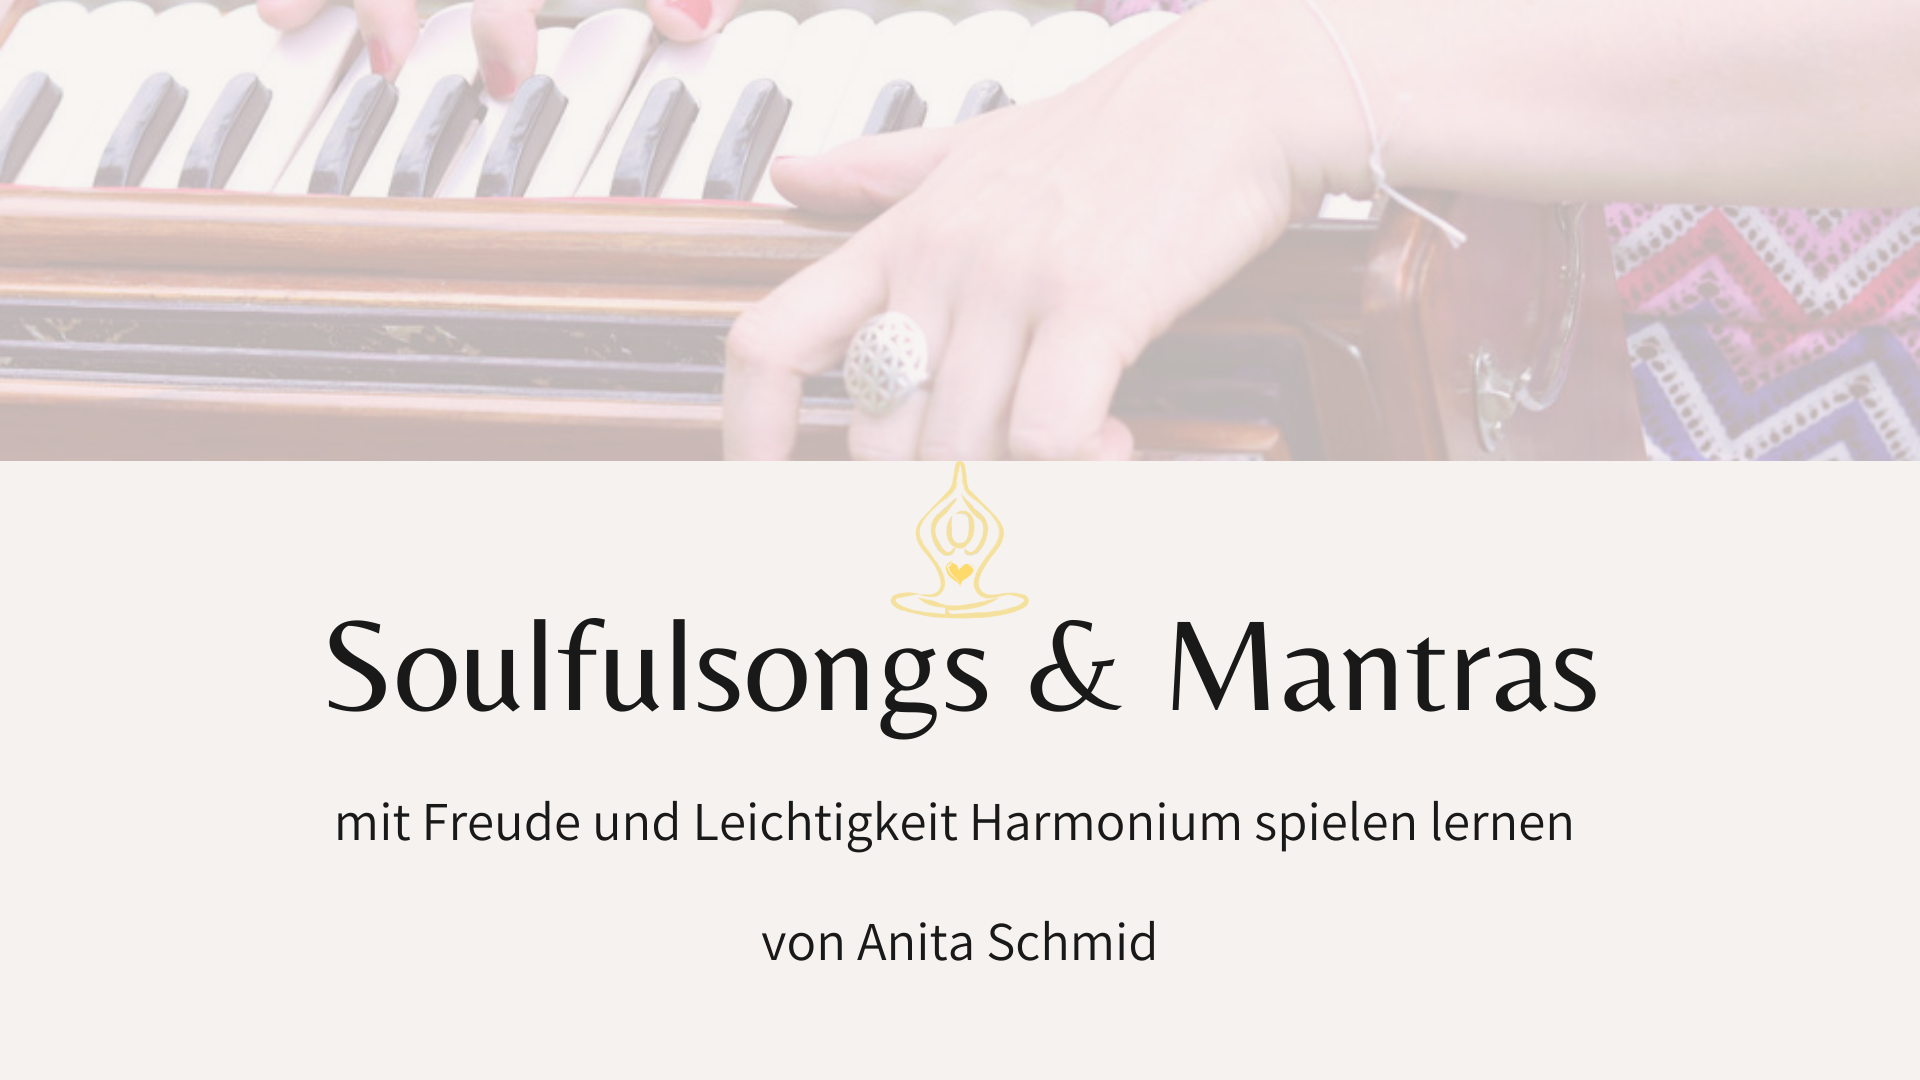 Soulfulsongs & Mantras
mit Freude und Leichtigkeit Harmonium spielen lernen
von Anita Schmid